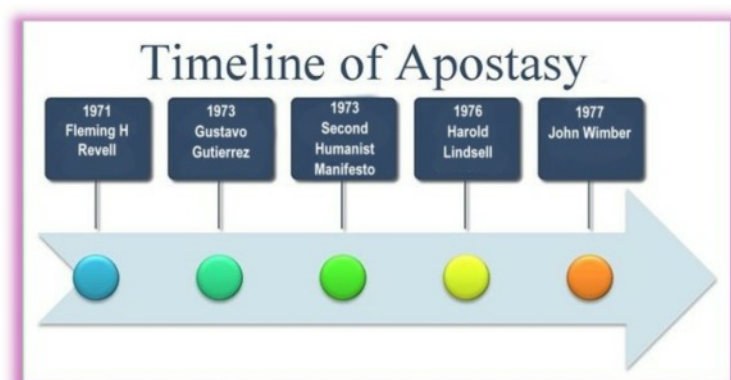 Timeline of Apostasy
1971
Fleming H
Revell
1973
Gustavo
Gutierrez
1973
Second
Humanist
Manifesto
1976
Harold
Lindsell
1977
John Wimber